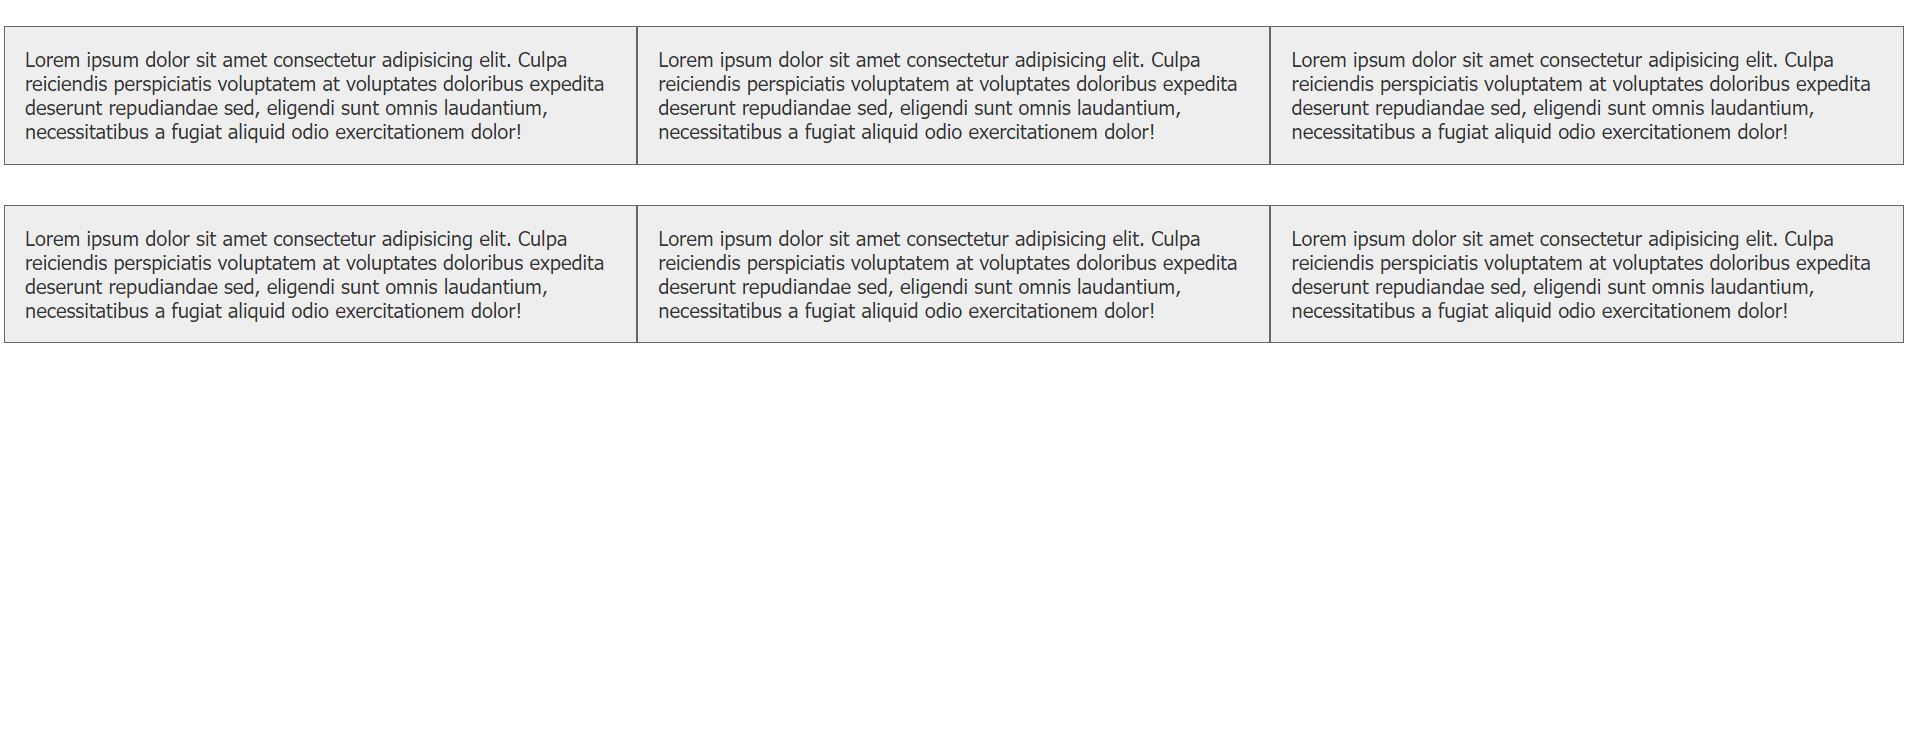 Lorem ipsum dolor sit amet consectetur adipisicing elit. Culpa
reiciendis perspiciatis voluptatem at voluptates doloribus expedita
deserunt repudiandae sed, eligendi sunt omnis laudantium,
necessitatibus a fugiat aliquid odio exercitationem dolor!
Lorem ipsum dolor sit amet consectetur adipisicing elit. Culpa
reiciendis perspiciatis voluptatem at voluptates doloribus expedita
deserunt repudiandae sed, eligendi sunt omnis laudantium,
necessitatibus a fugiat aliquid odio exercitationem dolor!
Lorem ipsum dolor sit amet consectetur adipisicing elit. Culpa
reiciendis perspiciatis voluptatem at voluptates doloribus expedita
deserunt repudiandae sed, eligendi sunt omnis laudantium,
necessitatibus a fugiat aliquid odio exercitationem dolor!
Lorem ipsum dolor sit amet consectetur adipisicing elit. Culpa
reiciendis perspiciatis voluptatem at voluptates doloribus expedita
deserunt repudiandae sed, eligendi sunt omnis laudantium,
necessitatibus a fugiat aliquid odio exercitationem dolor!
Lorem ipsum dolor sit amet consectetur adipisicing elit. Culpa
reiciendis perspiciatis voluptatem at voluptates doloribus expedita
deserunt repudiandae sed, eligendi sunt omnis laudantium,
necessitatibus a fugiat aliquid odio exercitationem dolor!
Lorem ipsum dolor sit amet consectetur adipisicing elit. Culpa
reiciendis perspiciatis voluptatem at voluptates doloribus expedita
deserunt repudiandae sed, eligendi sunt omnis laudantium,
necessitatibus a fugiat aliquid odio exercitationem dolor!